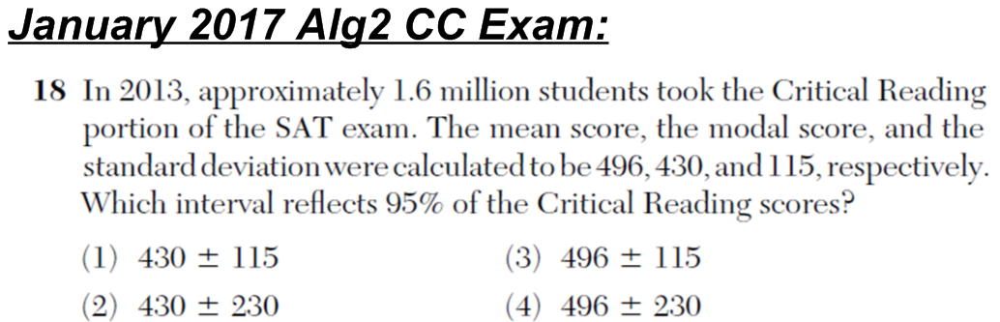 January 2017 Alg2 CC Exam:
18 In 2013, approximately 1.6 million students took the Critical Reading
portion of the SAT exam. The mean score, the modal score, and the
standard deviation were calculated to be 496, 430, and 115, respectively.
Which interval reflects 95% of the Critical Reading scores?
(1) 430 ± 115 (3) 496 ± 115
(2) 430 ± 230 (4) 496 ± 230